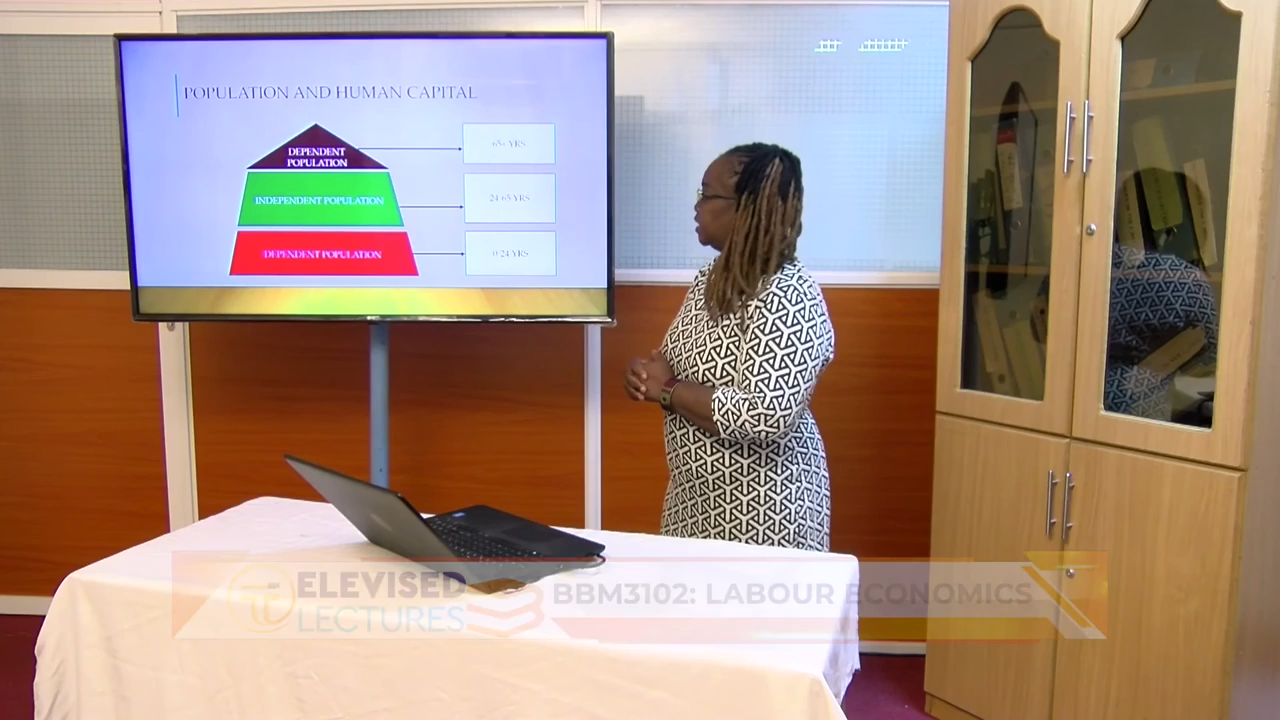 POPULATION AND HUMAN CAPITAL
DEPENDENT
POPULATION
65+ YRS
INDEPENDENT POPULATION
24-65 YRS
DEPENDENT POPULATION
0-24 YRS
TELEVISED
LECTURES
BBM3102: LABOUR ECONOMICS